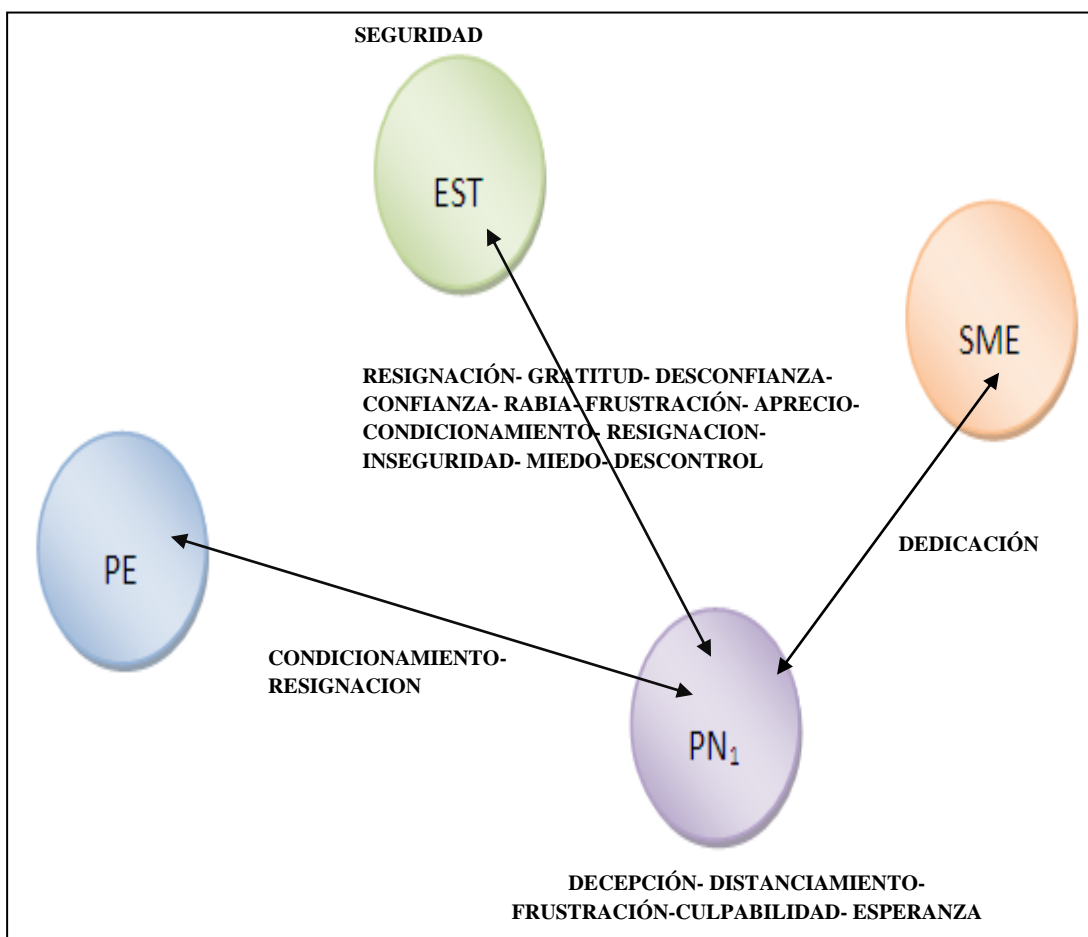 SEGURIDAD
EST
SME
RESIGNACIÓN- GRATITUD- DESCONFIANZA-
CONFIANZA- RABIA- FRUSTRACIÓN- APRECIO-
CONDICIONAMIENTO- RESIGNACION-
INSEGURIDAD- MIEDO- DESCONTROL
DEDICACIÓN
PE
CONDICIONAMIENTO-
RESIGNACION
PN₁
DECEPCIÓN- DISTANCIAMIENTO-
FRUSTRACIÓN-CULPABILIDAD- ESPERANZA